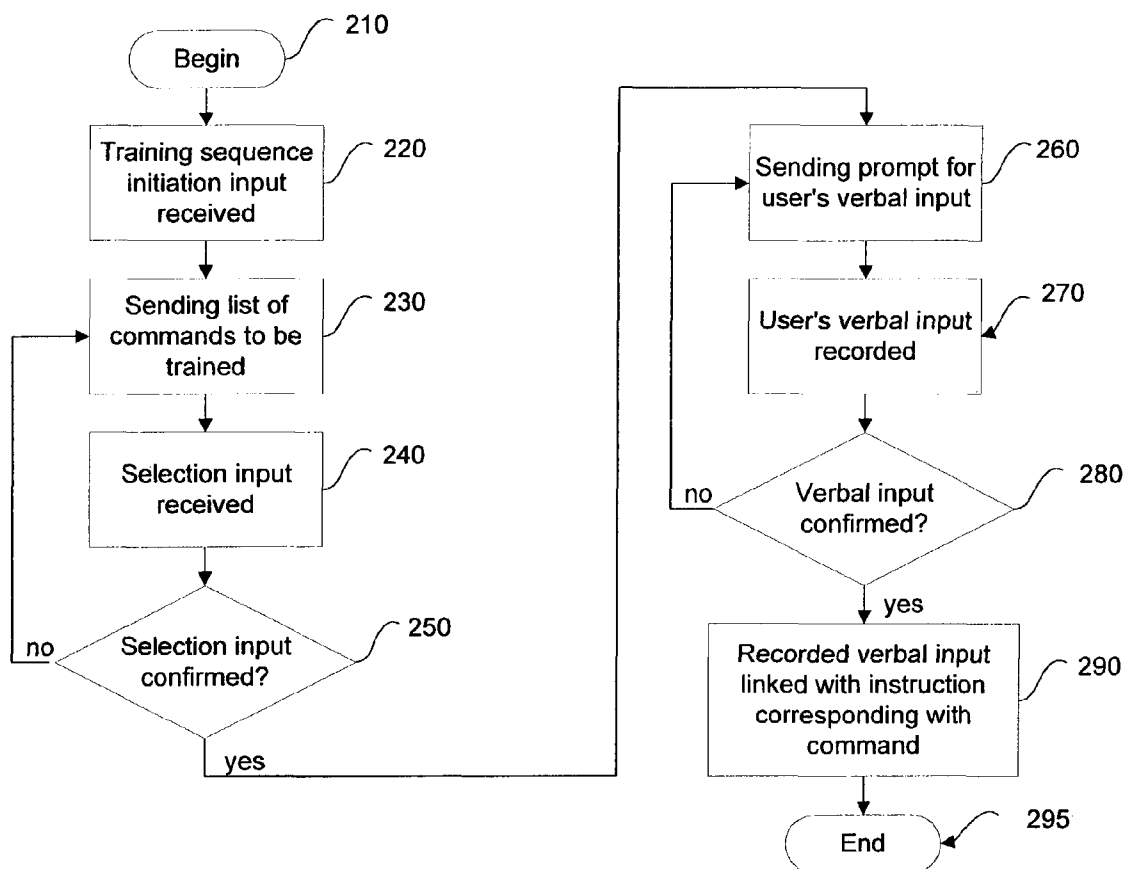 Begin
210
Training sequence
initiation input
received
220
Sending list of
commands to be
trained
230
Selection input
received
240
no
Selection input
confirmed?
250
yes
Sending prompt for
user's verbal input
260
User's verbal input
recorded
270
no
Verbal input
confirmed?
280
yes
Recorded verbal input
linked with instruction
corresponding with
command
290
End
295